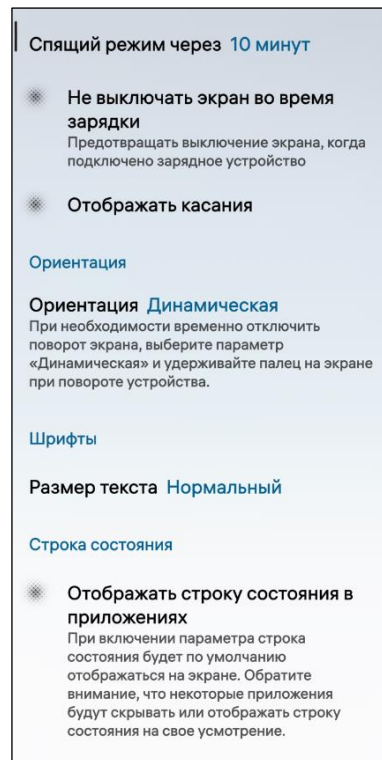 Спящий режим через 10 минут
Не выключать экран во время
зарядки
Предотвращать выключение экрана, когда
подключено зарядное устройство
Отображать касания
Ориентация
Ориентация Динамическая
При необходимости временно отключить
поворот экрана, выберите параметр
«Динамическая» и удерживайте палец на экране
при повороте устройства.
Шрифты
Размер текста Нормальный
Строка состояния
Отображать строку состояния в
приложениях
При включении параметра строка
состояния будет по умолчанию
отображаться на экране. Обратите
внимание, что некоторые приложения
будут скрывать или отображать строку
состояния на свое усмотрение.